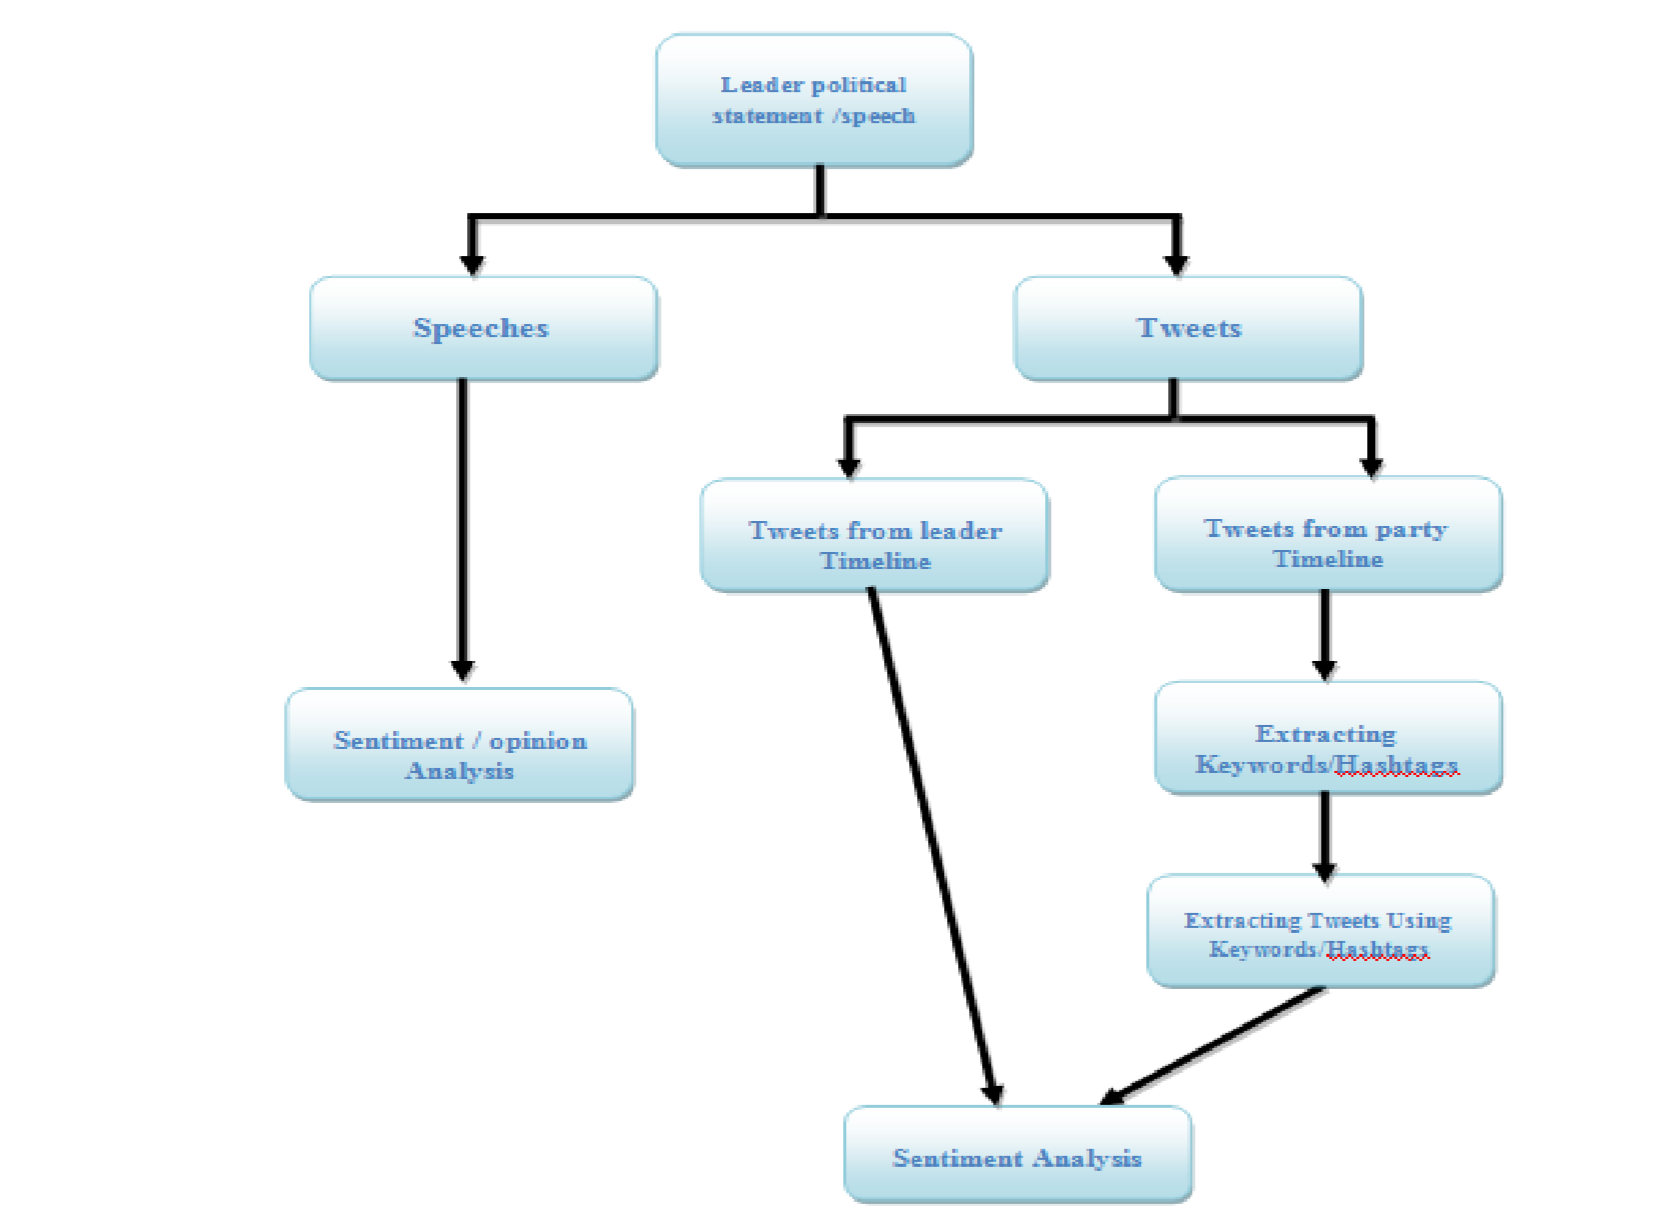 Leader political
statement /speech
Speeches
Tweets
Tweets from leader
Timeline
Tweets from party
Timeline
Sentiment / opinion
Analysis
Extracting
Keywords/Hashtags
Extracting Tweets Using
Keywords/Hashtags
Sentiment Analysis